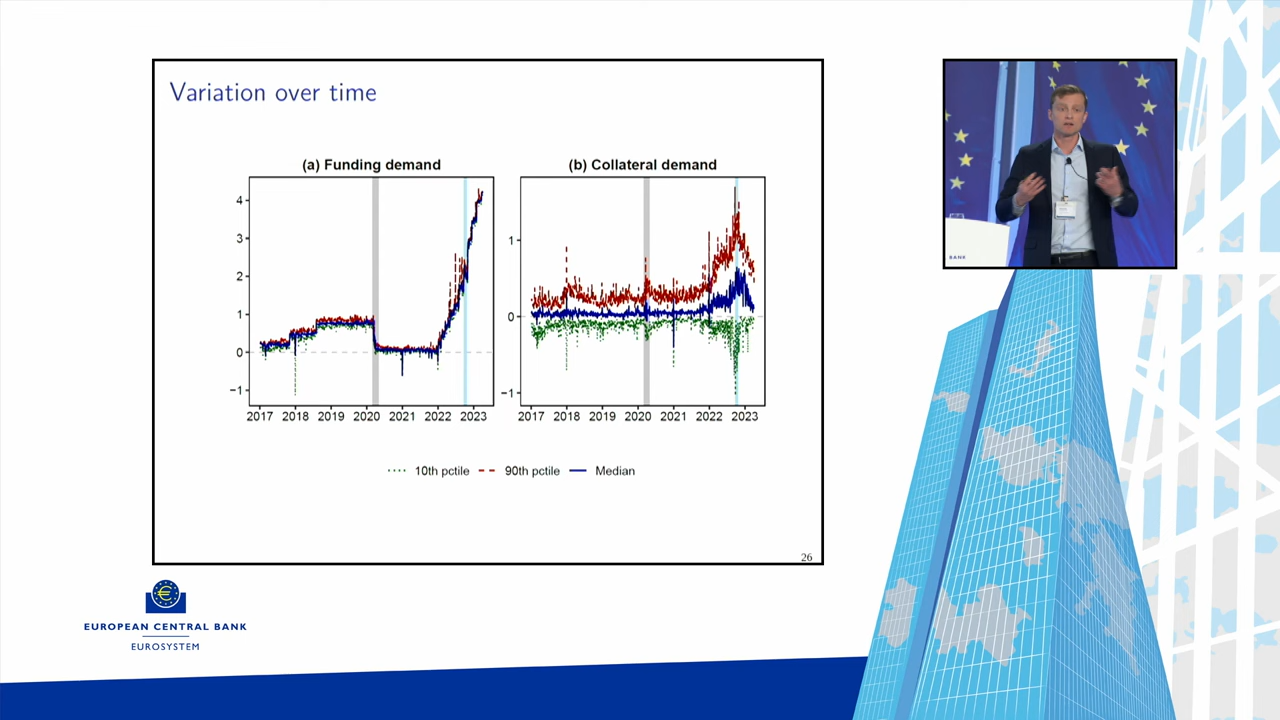 Variation over time
(a) Funding demand
(b) Collateral demand
4
3
2
1
0
−1
2017 2018 2019 2020 2021 2022 2023
1
0
−1
2017 2018 2019 2020 2021 2022 2023
10th pctile 90th pctile Median
26
BANK
€
EUROPEAN CENTRAL BANK
EUROSYSTEM